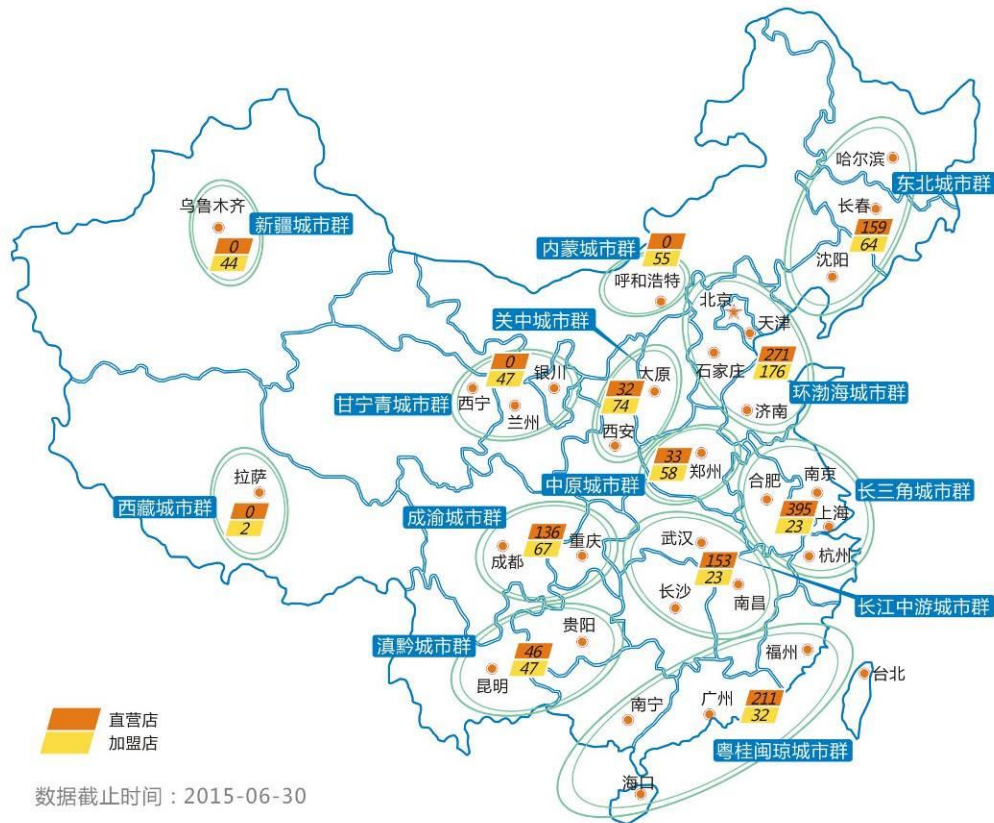 哈尔滨
东北城市群
长春
159
64
沈阳
乌鲁木齐
新疆城市群
0
44
内蒙城市群
0
55
呼和浩特
北京
天津
石家庄
271
176
济南
环渤海城市群
关中城市群
太原
32
74
西安
0
47
银川
西宁
兰州
甘宁青城市群
33
58
郑州
中原城市群
拉萨
西藏城市群
0
2
合肥
南京
长三角城市群
395
23
上海
杭州
成渝城市群
136
67
成都
重庆
武汉
153
23
长沙
南昌
长江中游城市群
滇黔城市群
贵阳
46
47
昆明
福州
台北
南宁
广州
211
32
粤桂闽琼城市群
海口
直营店
加盟店
数据截止时间：2015-06-30